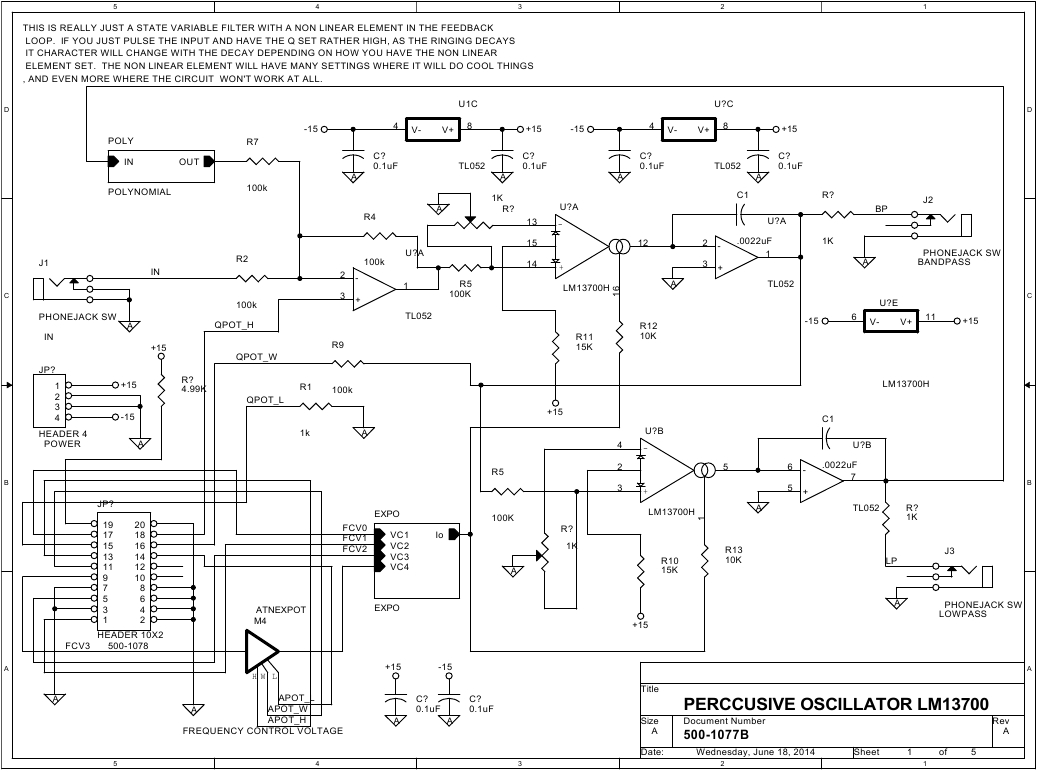 5 4 3 2 1
THIS IS REALLY JUST A STATE VARIABLE FILTER WITH A NON LINEAR ELEMENT IN THE FEEDBACK
LOOP. IF YOU JUST PULSE THE INPUT AND HAVE THE Q SET RATHER HIGH, AS THE RINGING DECAYS
IT CHARACTER WILL CHANGE WITH THE DECAY DEPENDING ON HOW YOU HAVE THE NON LINEAR
ELEMENT SET. THE NON LINEAR ELEMENT WILL HAVE MANY SETTINGS WHERE IT WILL DO COOL THINGS
, AND EVEN MORE WHERE THE CIRCUIT WON'T WORK AT ALL.
D D
U1C U?C
-15 4 V- V+ 8 +15 -15 4 V- V+ 8 +15
C? C? C? C?
0.1uF TL052 0.1uF 0.1uF TL052 0.1uF
A A A A
POLY R7
IN OUT
POLYNOMIAL 100k
1K
A R? U?A
13
15
14
12
LM13700H
16
C1
U?A
.0022uF
2
3
1
TL052
A
R?
1K
BP
J2
A
PHONEJACK SW
BANDPASS
R4
100k
U?A
2
3
1
TL052
R5
100K
J1
IN
R2
100k
PHONEJACK SW
A
IN
C C
QPOT_H
U?E
-15 6 V- V+ 11 +15
LM13700H
R11
15K
R12
10K
+15
+15
R?
4.99K
QPOT_W
R9
100k
QPOT_L
R1
1k
A
JP?
1 +15
2
3
4 -15
HEADER 4
POWER
A
B B
U?B
4
2
3
5
LM13700H
1
R5
100K
R?
1K
A
R10
15K
+15
R13
10K
C1
U?B
.0022uF
6
5
7
TL052
A
R?
1K
LP
J3
A
PHONEJACK SW
LOWPASS
JP?
19 20
17 18
15 16
13 14
11 12
9 10
7 8
5 6
3 4
1 2
HEADER 10X2
500-1078
FCV3
A
A
EXPO
FCV0 VC1 Io
FCV1 VC2
FCV2 VC3
VC4
EXPO
ATNEXPOT
M4
H W L
APOT_L
APOT_W
APOT_H
FREQUENCY CONTROL VOLTAGE
+15 -15
C? C?
0.1uF 0.1uF
A A
A A
Title
PERCCUSIVE OSCILLATOR LM13700
Size Document Number Rev
A 500-1077B A
Date: Wednesday, June 18, 2014 Sheet 1 of 5
5 4 3 2 1